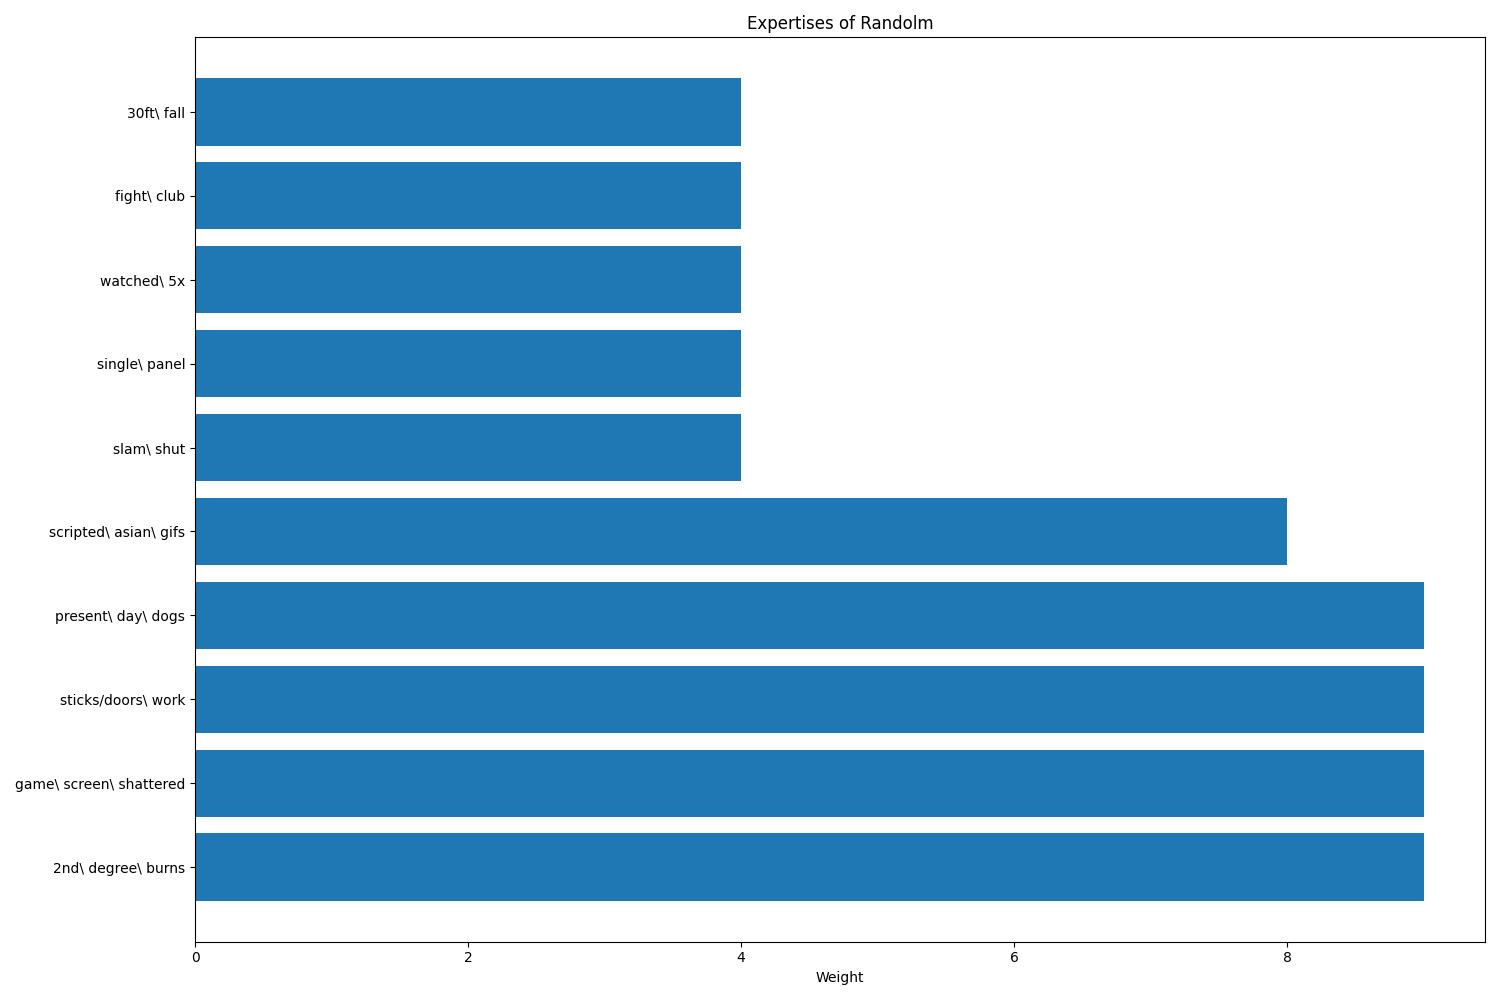 Expertises of Randolm
30ft\ fall
fight\ club
watched\ 5x
single\ panel
slam\ shut
scripted\ asian\ gifs
present\ day\ dogs
sticks/doors\ work
game\ screen\ shattered
2nd\ degree\ burns
0 2 4 6 8
Weight